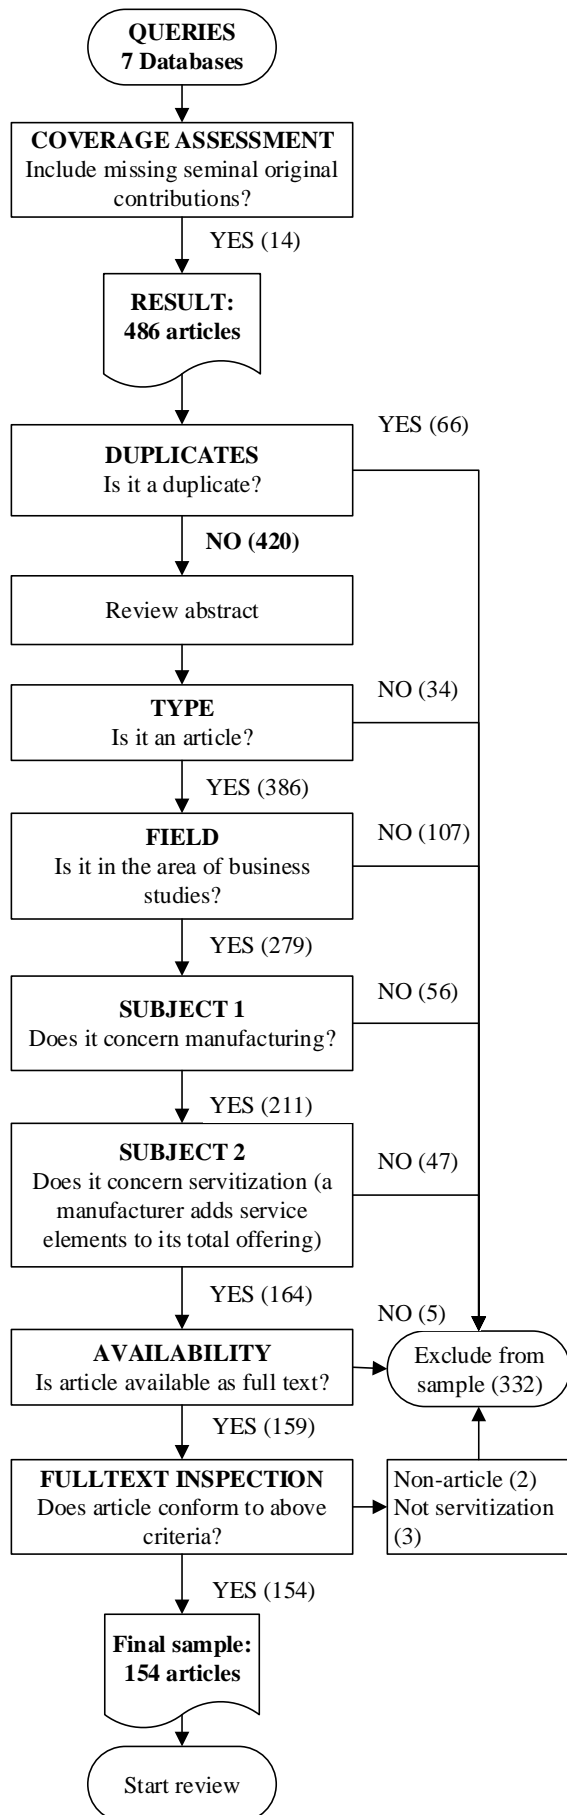 QUERIES
7 Databases
COVERAGE ASSESSMENT
Include missing seminal original
contributions?
YES (14)
RESULT:
486 articles
YES (66)
DUPLICATES
Is it a duplicate?
NO (420)
Review abstract
NO (34)
TYPE
Is it an article?
YES (386)
NO (107)
FIELD
Is it in the area of business
studies?
YES (279)
NO (56)
SUBJECT 1
Does it concern manufacturing?
YES (211)
NO (47)
SUBJECT 2
Does it concern servitization (a
manufacturer adds service
elements to its total offering)
YES (164)
NO (5)
AVAILABILITY
Is article available as full text?
Exclude from
sample (332)
YES (159)
FULLTEXT INSPECTION
Does article conform to above
criteria?
Non-article (2)
Not servitization
(3)
YES (154)
Final sample:
154 articles
Start review